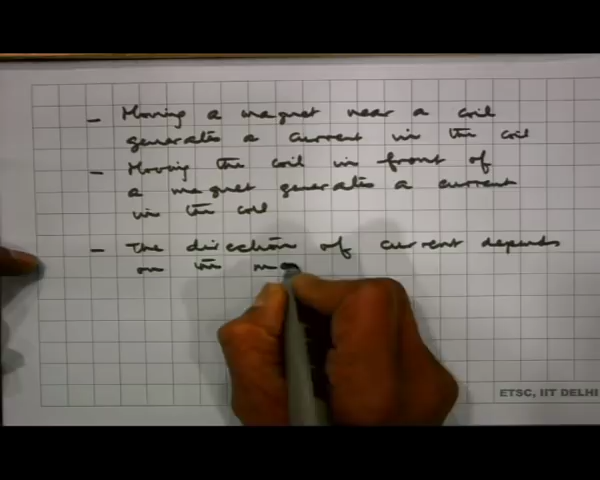 - Moving a magnet near a coil
generates a current in the coil
- Moving the coil in front of
a magnet generates a current
in the coil
- The direction of current depends
on the
ETSC, IIT DELHI